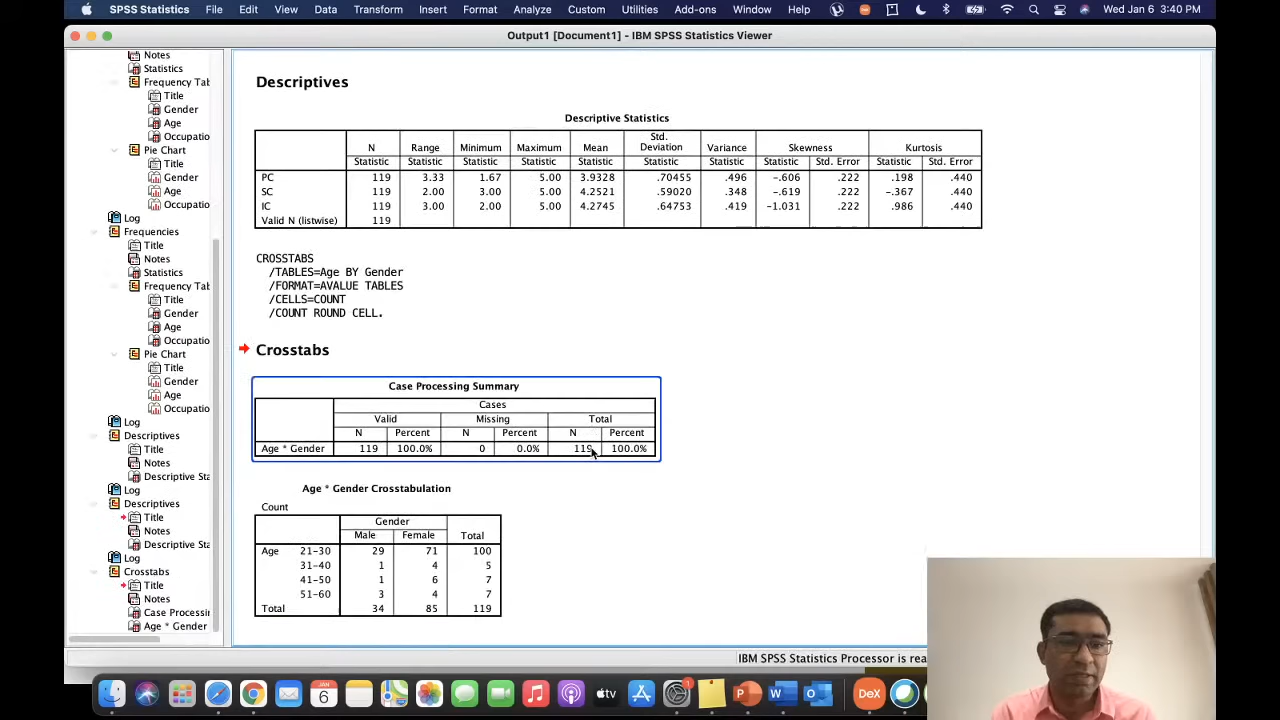 SPSS Statistics File Edit View Data Transform Insert Format Analyze Custom Utilities Add-ons Window Help Wed Jan 6 3:40 PM
Output1 [Document1] - IBM SPSS Statistics Viewer
Notes
Statistics
Frequency Tab
Title
Gender
Age
Occupatio
Pie Chart
Title
Gender
Age
Occupatio
Log
Frequencies
Title
Notes
Statistics
Frequency Tab
Title
Gender
Age
Occupatio
Pie Chart
Title
Gender
Age
Occupatio
Log
Descriptives
Title
Notes
Descriptive Sta
Log
Descriptives
Title
Notes
Descriptive Sta
Log
Crosstabs
Title
Notes
Case Processi
Age * Gender
Descriptives
Descriptive Statistics
N Range Minimum Maximum Mean Std. Deviation Variance Skewness Kurtosis
Statistic Statistic Statistic Statistic Statistic Statistic Statistic Statistic Std. Error Statistic Std. Error
PC 119 3.33 1.67 5.00 3.9328 .70455 .496 -.606 .222 .198 .440
SC 119 2.00 3.00 5.00 4.2521 .59020 .348 -.619 .222 -.367 .440
IC 119 3.00 2.00 5.00 4.2745 .64753 .419 -1.031 .222 .986 .440
Valid N (listwise) 119
CROSSTABS
/TABLES=Age BY Gender
/FORMAT=AVALUE TABLES
/CELLS=COUNT
/COUNT ROUND CELL.
Crosstabs
Case Processing Summary
Cases
Valid Missing Total
N Percent N Percent N Percent
Age * Gender 119 100.0% 0 0.0% 119 100.0%
Age * Gender Crosstabulation
Count
Gender
Male Female Total
Age 21-30 29 71 100
31-40 1 4 5
41-50 1 6 7
51-60 3 4 7
Total 34 85 119
IBM SPSS Statistics Processor is rea
JAN
6
tv
1
P
W
O
DeX